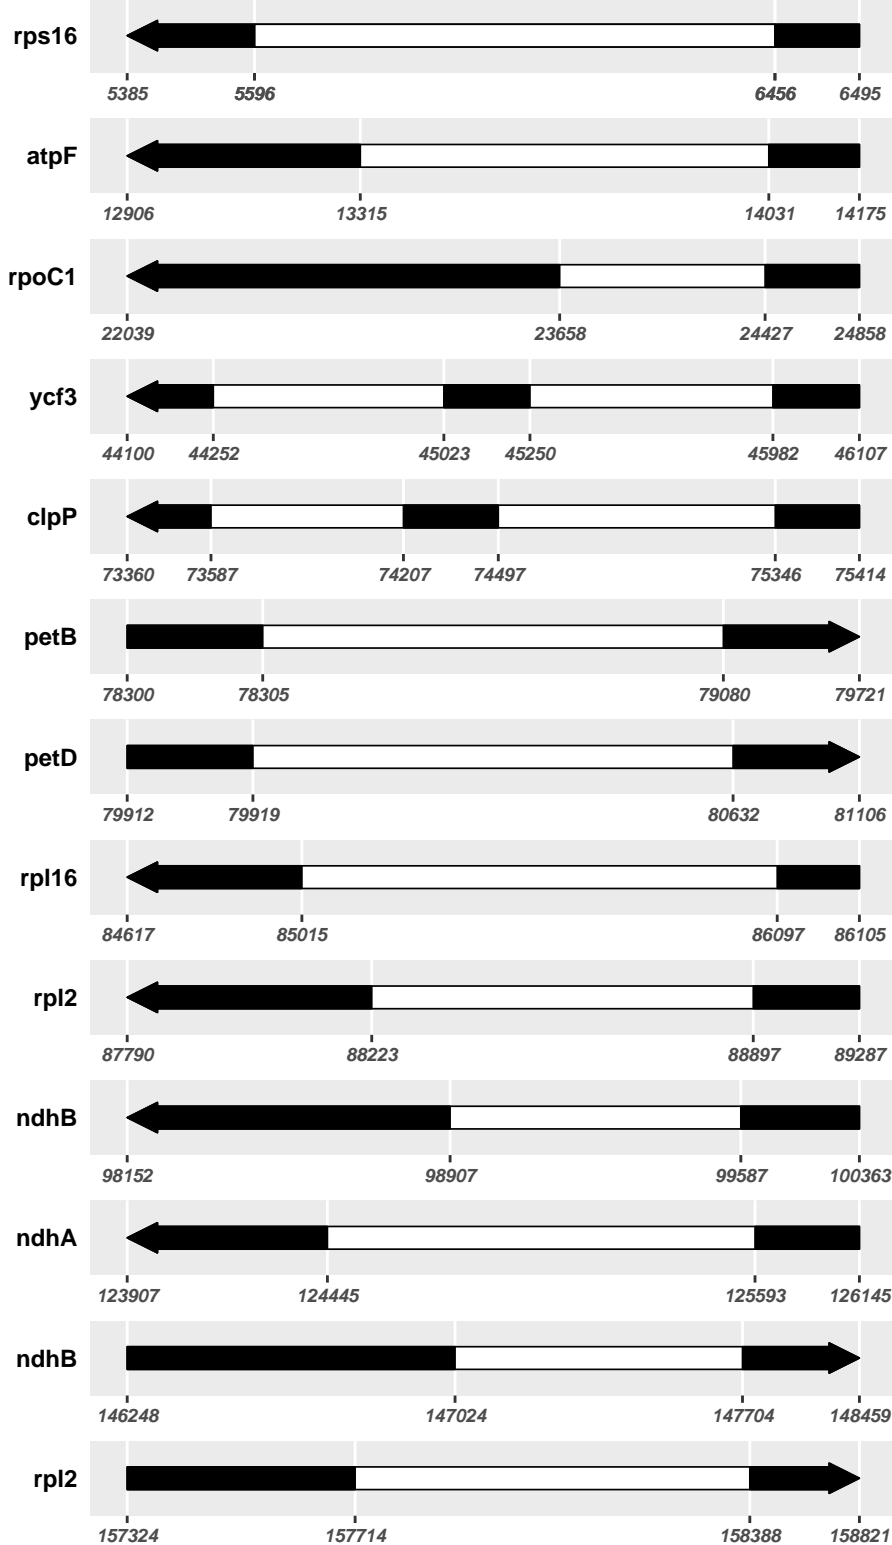 rps16
5385 5596 6456 6495
atpF
12906 13315 14031 14175
rpoC1
22039 23658 24427 24858
ycf3
44100 44252 45023 45250 45982 46107
clpP
73360 73587 74207 74497 75346 75414
petB
78300 78305 79080 79721
petD
79912 79919 80632 81106
rpl16
84617 85015 86097 86105
rpl2
87790 88223 88897 89287
ndhB
98152 98907 99587 100363
ndhA
123907 124445 125593 126145
ndhB
146248 147024 147704 148459
rpl2
157324 157714 158388 158821